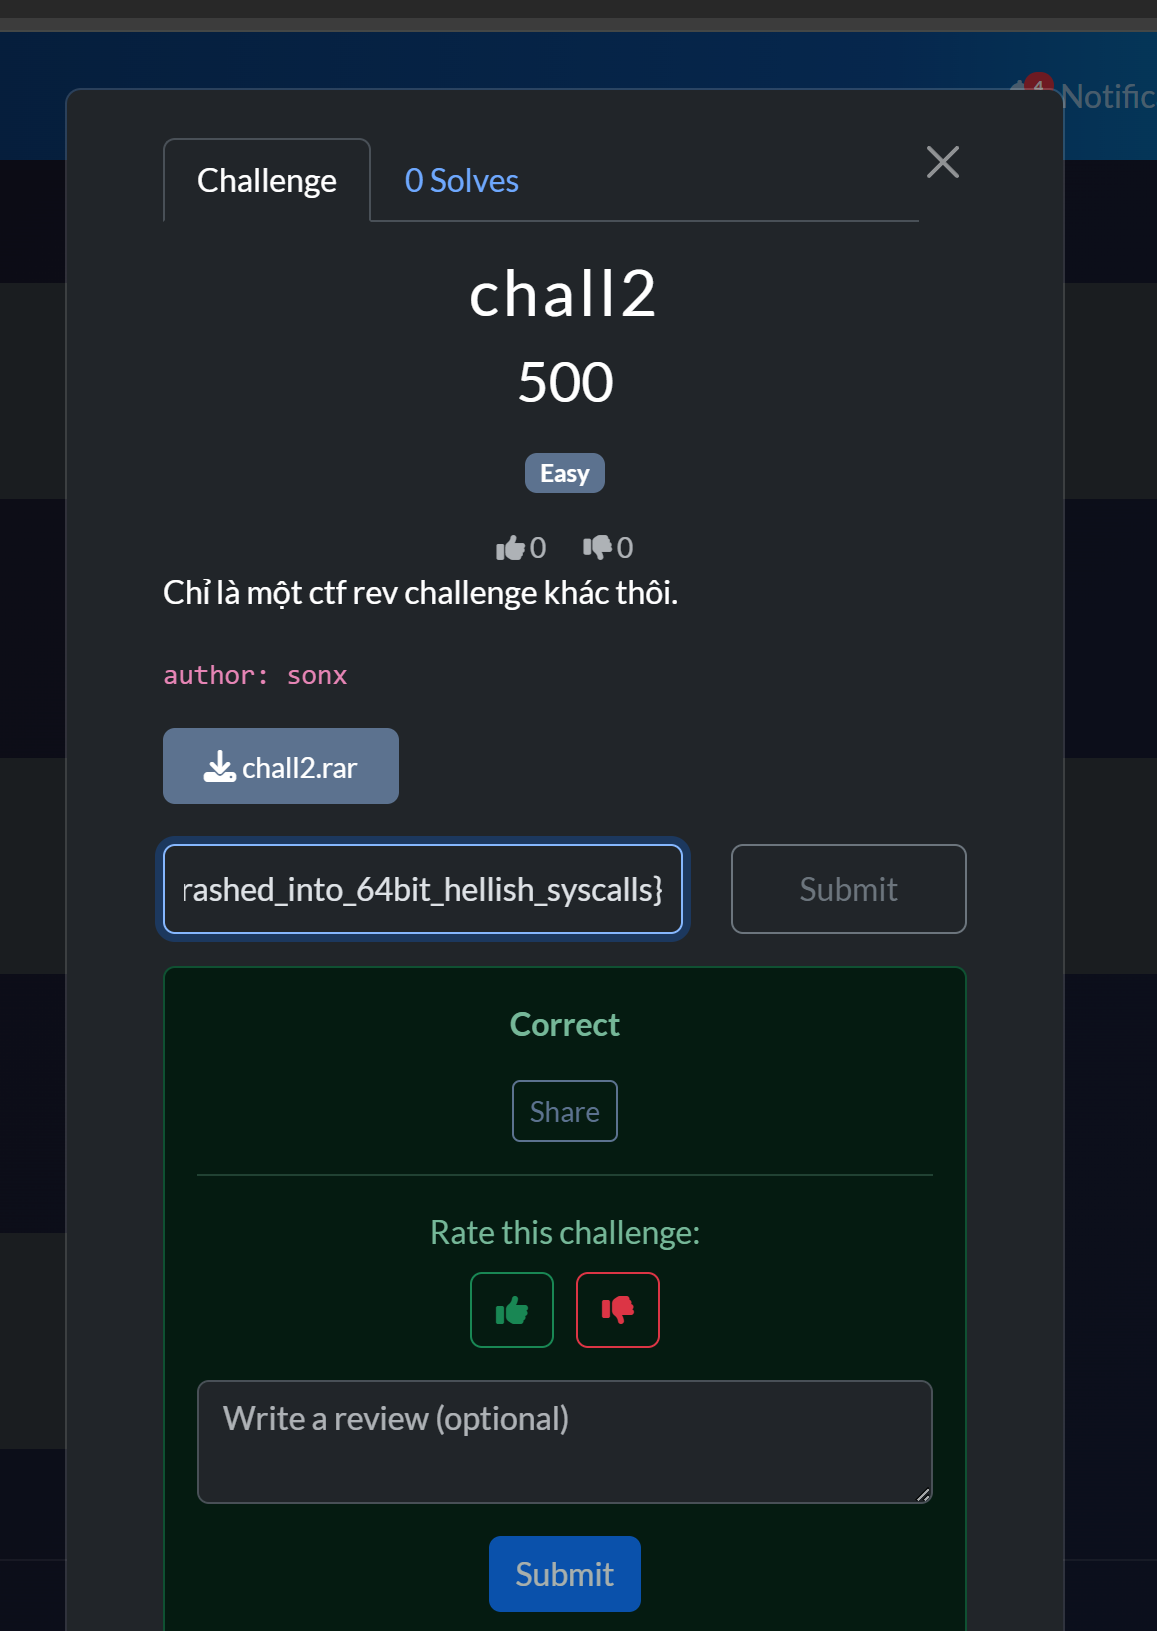 4 Notific
Challenge 0 Solves
chall2
500
Easy
0 0
Chỉ là một ctf rev challenge khác thôi.
author: sonx
chall2.rar
rashed_into_64bit_hellish_syscalls} Submit
Correct
Share
Rate this challenge:
Write a review (optional)
Submit